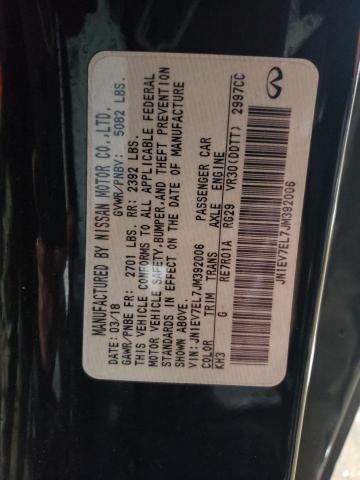 MANUFACTURED BY NISSAN MOTOR CO.,LTD.
DATE: 03/18 GVWR/PNBV: 5082 LBS.
GAWR/PNBE FR: 2701 LBS. RR: 2392 LBS.
THIS VEHICLE CONFORMS TO ALL APPLICABLE FEDERAL
MOTOR VEHICLE SAFETY,BUMPER,AND THEFT PREVENTION
STANDARDS IN EFFECT ON THE DATE OF MANUFACTURE
SHOWN ABOVE.
VIN:JN1EV7EL7JM392006 PASSENGER CAR
COLOR TRIM TRANS AXLE ENGINE
KH3 G RE7R01A RG29 VR30(DDTT) 2997CC
JN1EV7EL7JM392006